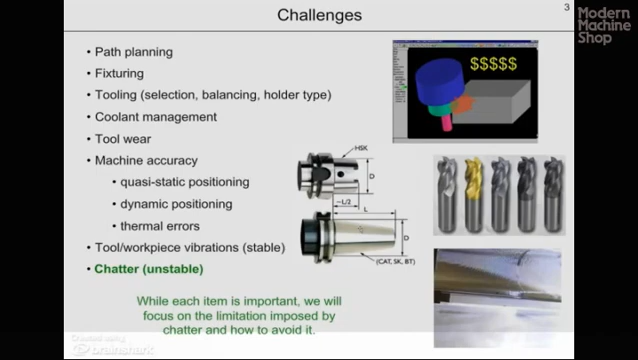 Challenges
3
Modern
Machine
Shop
• Path planning
• Fixturing
• Tooling (selection, balancing, holder type)
• Coolant management
• Tool wear
• Machine accuracy
• quasi-static positioning
• dynamic positioning
• thermal errors
• Tool/workpiece vibrations (stable)
• Chatter (unstable)
$$$$$
HSK
D
~L/2
L
D
(CAT, SK, BT)
While each item is important, we will
focus on the limitation imposed by
chatter and how to avoid it.
Created using
brainshark